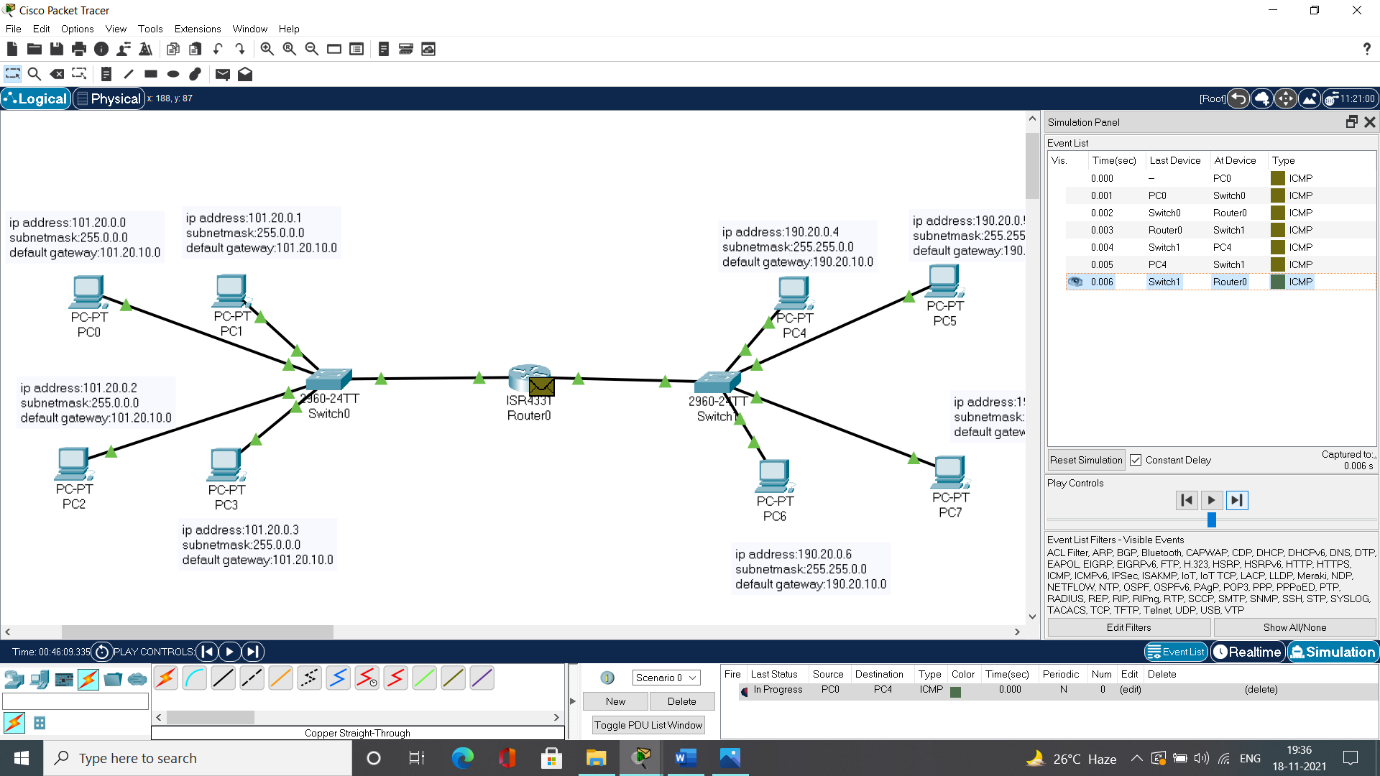 Cisco Packet Tracer
File Edit Options View Tools Extensions Window Help
Logical Physical x: 188, y: 87
[Root] 11:21:00
ip address:101.20.0.0
subnetmask:255.0.0.0
default gateway:101.20.10.0
ip address:101.20.0.1
subnetmask:255.0.0.0
default gateway:101.20.10.0
ip address:190.20.0.4
subnetmask:255.255.0.0
default gateway:190.20.10.0
ip address:190.20.0.
subnetmask:255.255
default gateway:190.
PC-PT
PC0
PC-PT
PC1
PC-PT
PC4
PC-PT
PC5
ip address:101.20.0.2
subnetmask:255.0.0.0
default gateway:101.20.10.0
2960-24TT
Switch0
ISR4331
Router0
2960-24TT
Switch1
ip address:19
subnetmask:
default gatew
PC-PT
PC2
PC-PT
PC3
PC-PT
PC6
PC-PT
PC7
ip address:101.20.0.3
subnetmask:255.0.0.0
default gateway:101.20.10.0
ip address:190.20.0.6
subnetmask:255.255.0.0
default gateway:190.20.10.0
Simulation Panel
Event List
Vis. Time(sec) Last Device At Device Type
0.000 -- PC0 ICMP
0.001 PC0 Switch0 ICMP
0.002 Switch0 Router0 ICMP
0.003 Router0 Switch1 ICMP
0.004 Switch1 PC4 ICMP
0.005 PC4 Switch1 ICMP
0.006 Switch1 Router0 ICMP
Reset Simulation Constant Delay Captured to:
0.006 s
Play Controls
Event List Filters - Visible Events
ACL Filter, ARP, BGP, Bluetooth, CAPWAP, CDP, DHCP, DHCPv6, DNS, DTP,
EAPOL, EIGRP, EIGRPv6, FTP, H.323, HSRP, HSRPv6, HTTP, HTTPS,
ICMP, ICMPv6, IPSec, ISAKMP, IoT, IoT TCP, LACP, LLDP, Meraki, NDP,
NETFLOW, NTP, OSPF, OSPFv6, PAgP, POP3, PPP, PPPoED, PTP,
RADIUS, REP, RIP, RIPng, RTP, SCCP, SMTP, SNMP, SSH, STP, SYSLOG,
TACACS, TCP, TFTP, Telnet, UDP, USB, VTP
Edit Filters Show All/None
Time: 00:46:09.335 PLAY CONTROLS: Event List Realtime Simulation
Copper Straight-Through
Scenario 0
New Delete
Toggle PDU List Window
Fire Last Status Source Destination Type Color Time(sec) Periodic Num Edit Delete
In Progress PC0 PC4 ICMP 0.000 N 0 (edit) (delete)
Type here to search
26°C Haze ENG 19:36
18-11-2021